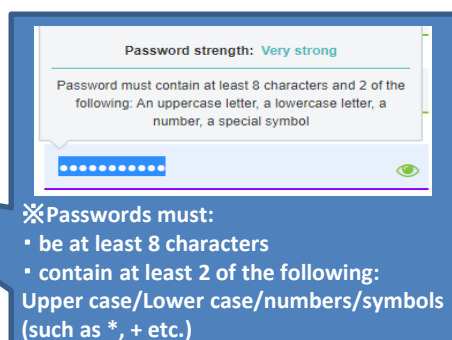 Password strength: Very strong
Password must contain at least 8 characters and 2 of the
following: An uppercase letter, a lowercase letter, a
number, a special symbol
•••••••••••
※Passwords must:
・be at least 8 characters
・contain at least 2 of the following:
Upper case/Lower case/numbers/symbols
(such as *, + etc.)